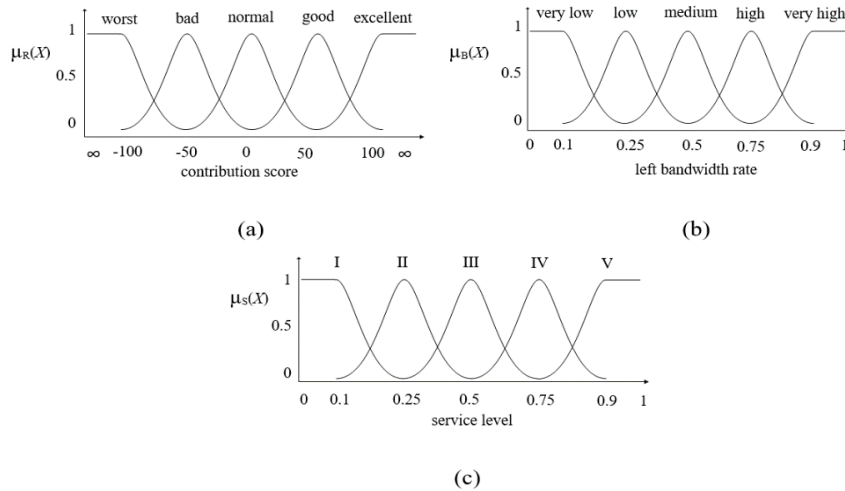 worst bad normal good excellent
μR(X)
1
0.5
0
∞ -100 -50 0 50 100 ∞
contribution score
(a)
very low low medium high very high
μB(X)
1
0.5
0
0 0.1 0.25 0.5 0.75 0.9 1
left bandwidth rate
(b)
I II III IV V
μS(X)
1
0.5
0
0 0.1 0.25 0.5 0.75 0.9 1
service level
(c)